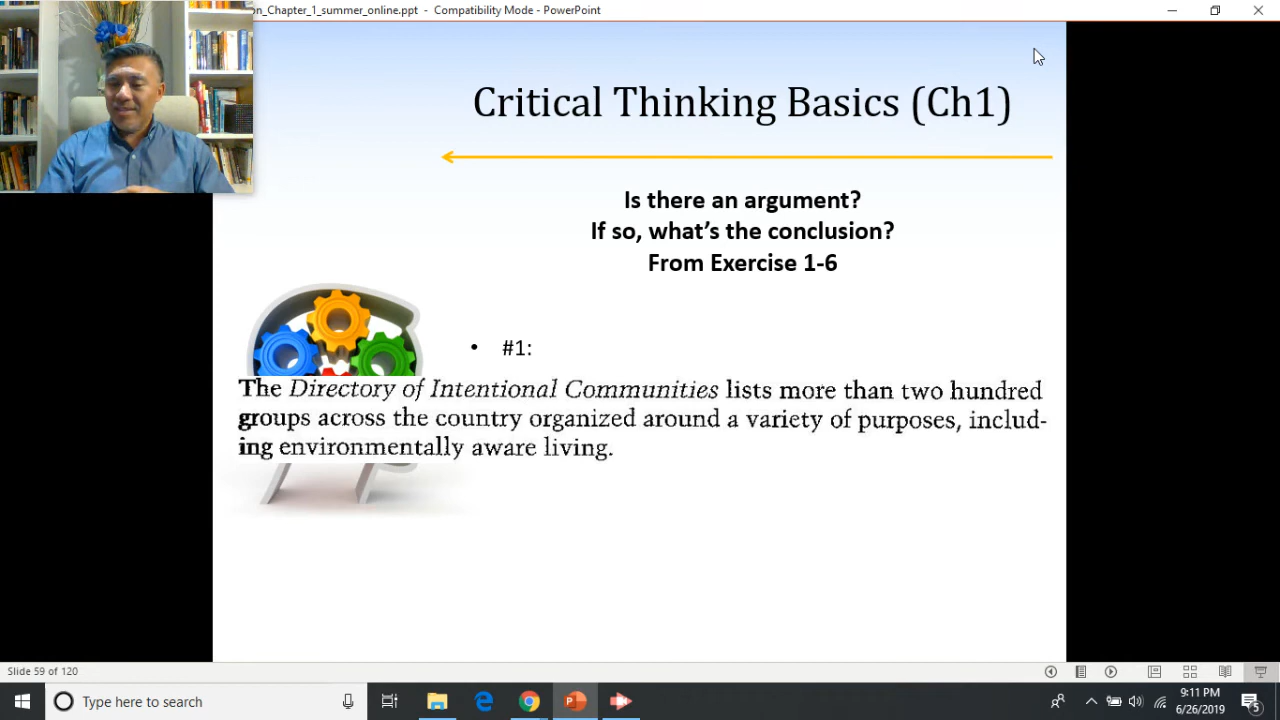 on_Chapter_1_summer_online.ppt - Compatibility Mode - PowerPoint
Critical Thinking Basics (Ch1)
Is there an argument?
If so, what's the conclusion?
From Exercise 1-6
• #1:
The Directory of Intentional Communities lists more than two hundred
groups across the country organized around a variety of purposes, includ-
ing environmentally aware living.
Slide 59 of 120
Type here to search
9:11 PM
6/26/2019
5